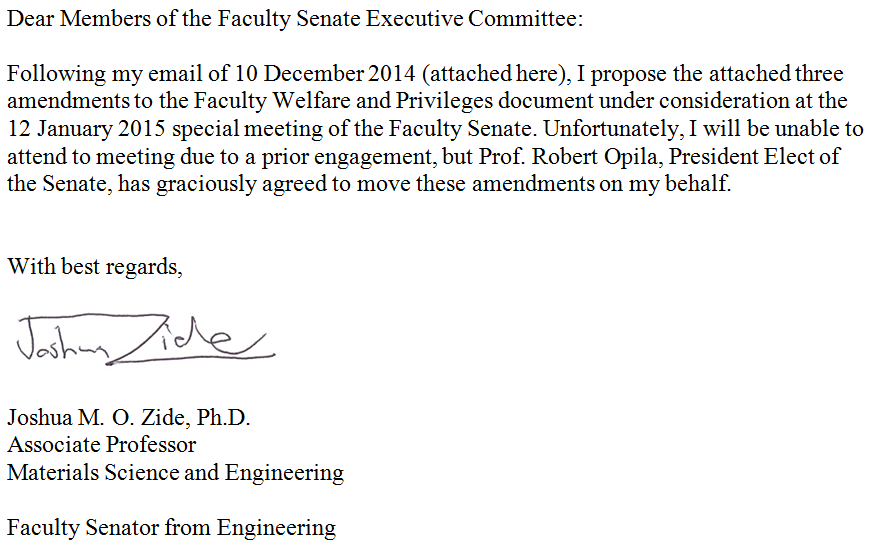 Dear Members of the Faculty Senate Executive Committee:
Following my email of 10 December 2014 (attached here), I propose the attached three
amendments to the Faculty Welfare and Privileges document under consideration at the
12 January 2015 special meeting of the Faculty Senate. Unfortunately, I will be unable to
attend to meeting due to a prior engagement, but Prof. Robert Opila, President Elect of
the Senate, has graciously agreed to move these amendments on my behalf.
With best regards,
Joshua Zide
Joshua M. O. Zide, Ph.D.
Associate Professor
Materials Science and Engineering
Faculty Senator from Engineering